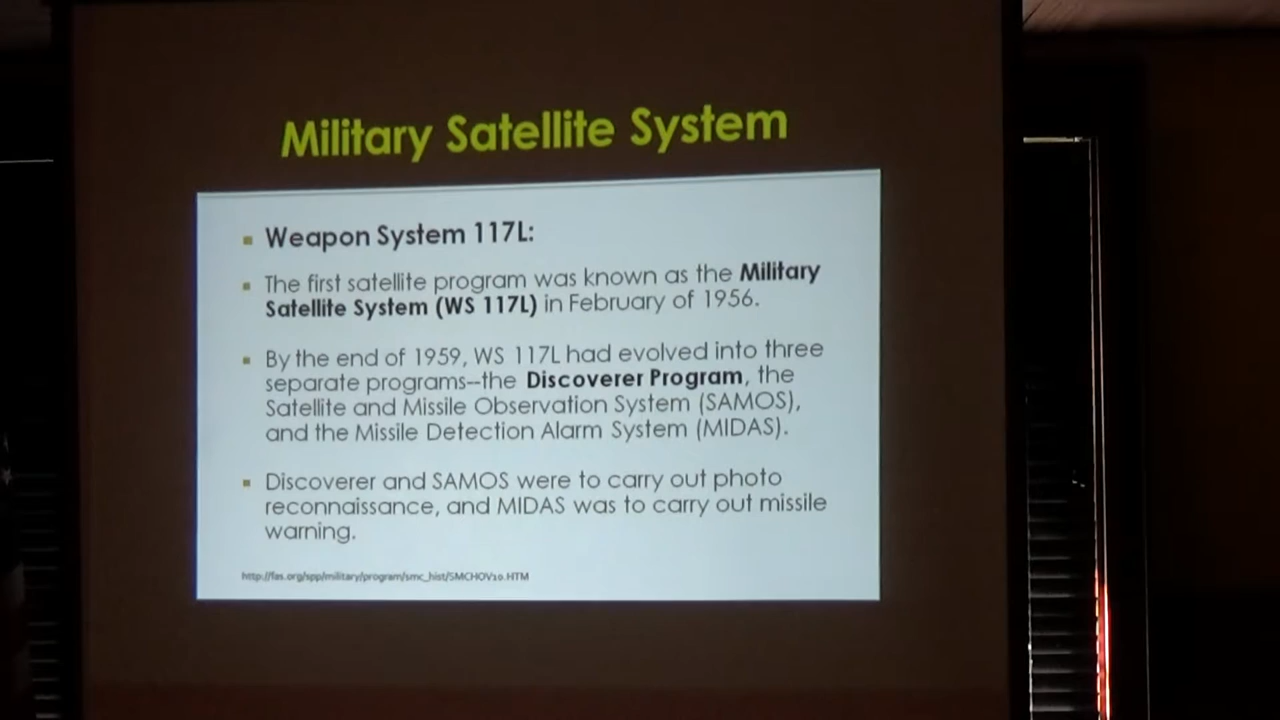 Military Satellite System
Weapon System 117L:
The first satellite program was known as the Military
Satellite System (WS 117L) in February of 1956.
By the end of 1959, WS 117L had evolved into three
separate programs--the Discoverer Program, the
Satellite and Missile Observation System (SAMOS),
and the Missile Detection Alarm System (MIDAS).
Discoverer and SAMOS were to carry out photo
reconnaissance, and MIDAS was to carry out missile
warning.
http://fas.org/spp/military/program/smc_hist/SMCHOV10.HTM